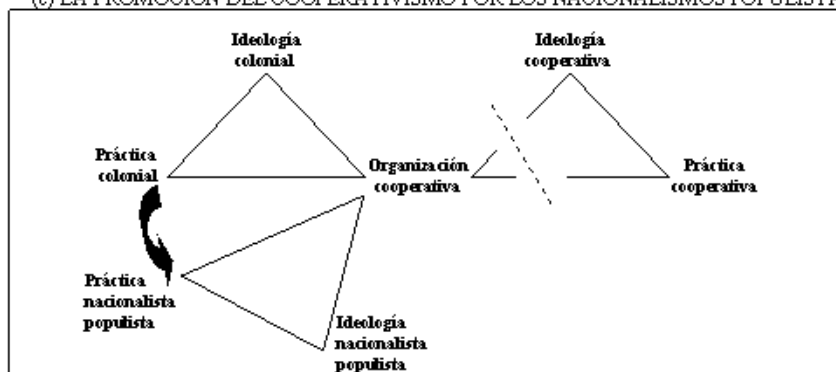 (c) LA PROMOCIÓN DEL COOPERATIVISMO POR LOS NACIONALISMOS POPULISTA
Ideología
colonial
Ideología
cooperativa
Práctica
colonial
Organización
cooperativa
Práctica
cooperativa
Práctica
nacionalista
populista
Ideología
nacionalista
populista